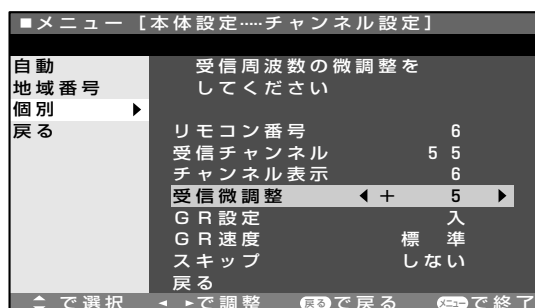 ■メニュー [本体設定……チャンネル設定]
自動
地域番号
個別 ▶
戻る
受信周波数の微調整を
してください
リモコン番号 6
受信チャンネル 55
チャンネル表示 6
受信微調整 ◀ + 5 ▶
GR設定 入
GR速度 標準
スキップ しない
戻る
で選択 ◀ ▶で調整 戻るで戻る メニューで終了